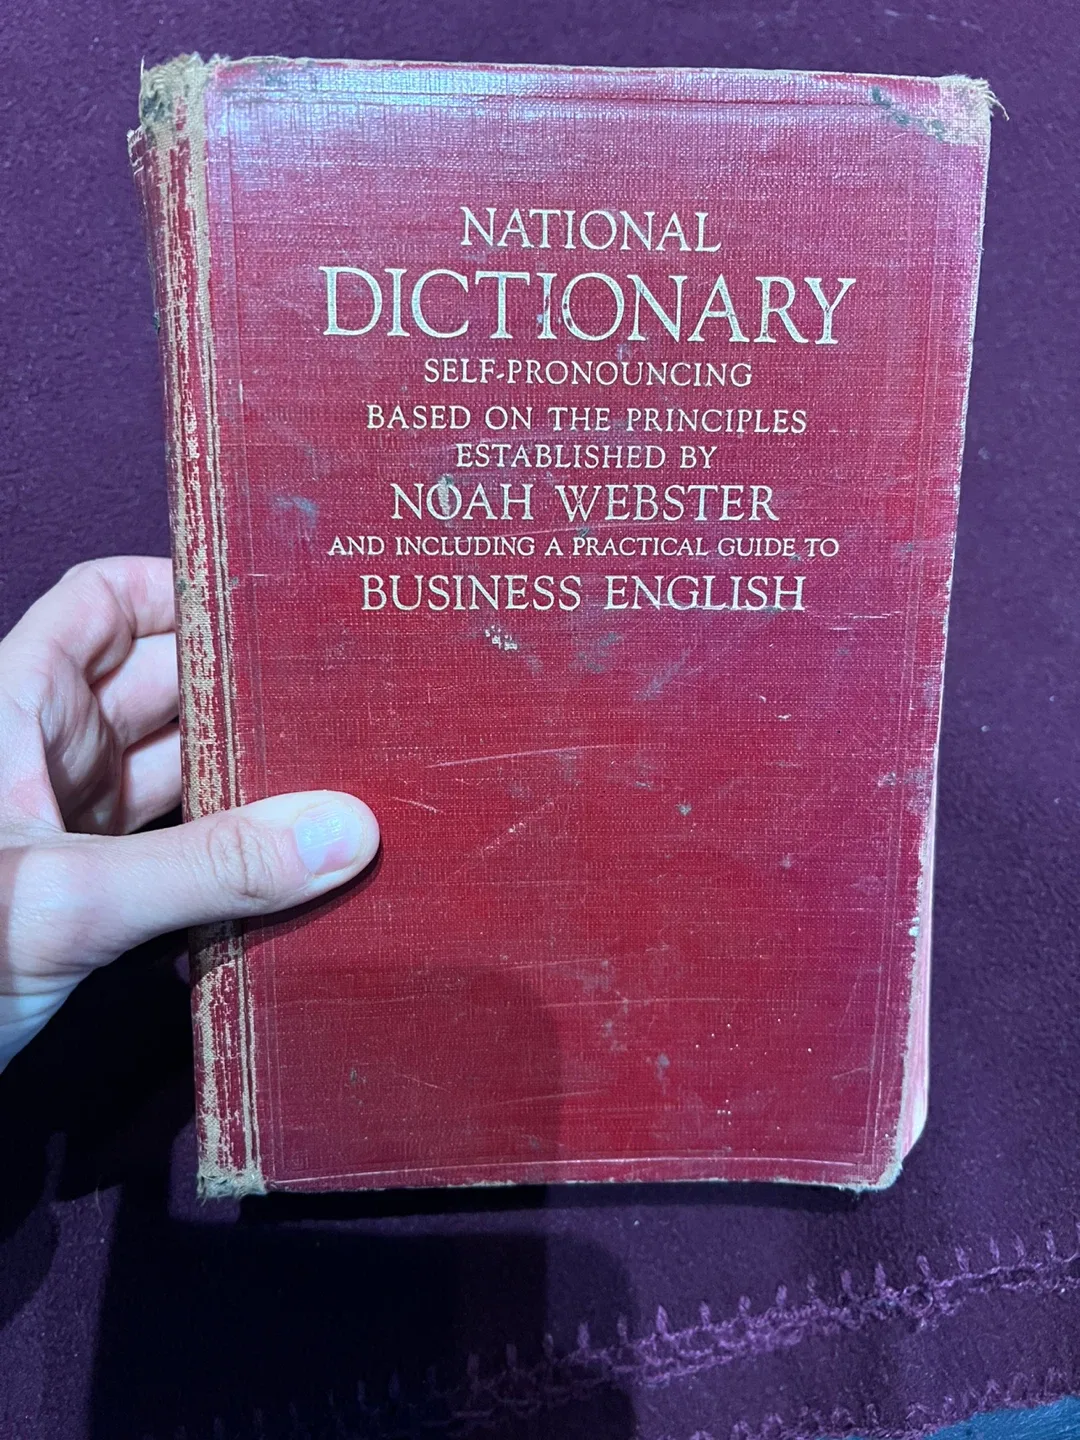 NATIONAL
DICTIONARY
SELF-PRONOUNCING
BASED ON THE PRINCIPLES
ESTABLISHED BY
NOAH WEBSTER
AND INCLUDING A PRACTICAL GUIDE TO
BUSINESS ENGLISH